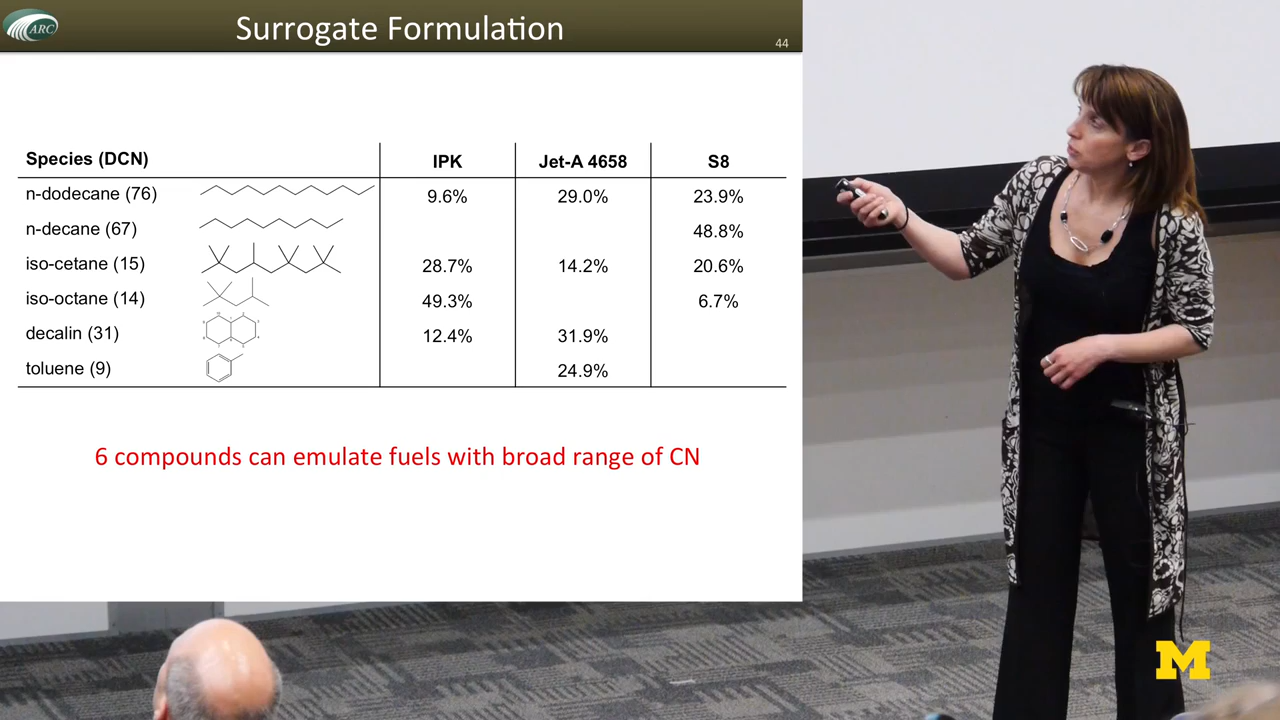 ARC
Surrogate Formulation
44
Species (DCN) IPK Jet-A 4658 S8
n-dodecane (76) 9.6% 29.0% 23.9%
n-decane (67) 48.8%
iso-cetane (15) 28.7% 14.2% 20.6%
iso-octane (14) 49.3% 6.7%
decalin (31) 12.4% 31.9%
toluene (9) 24.9%
6 compounds can emulate fuels with broad range of CN
M